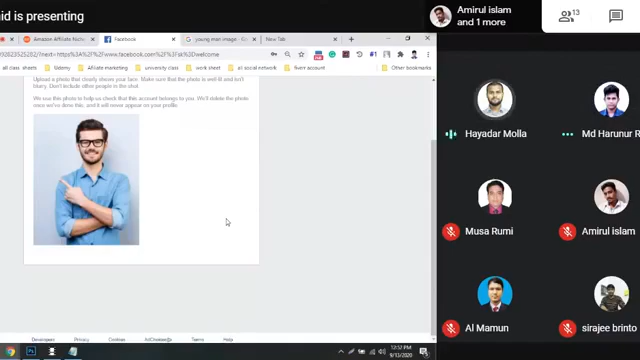 is presenting
Amirul islam
and 1 more
13
Amazon Affiliate Niche
Facebook
young man image - Google
New Tab
all class sheets
Udemy
Affiliate marketing
work sheet
all social network
fiverr account
Other bookmarks
Upload a photo that clearly shows your face. Make sure that the photo is well-lit and isn't
blurry. Don't include other people in the shot
We use this photo to help us check that this account belongs to you. We'll delete the photo
once we've done this, and it will never appear on your profile.
Hayadar Molla
Md Harunur R
Musa Rumi
Amirul islam
Al Mamun
sirajee brinto
Developers
Privacy
Cookies
AdChoices
Terms
Help
12:52 PM
9/13/2020